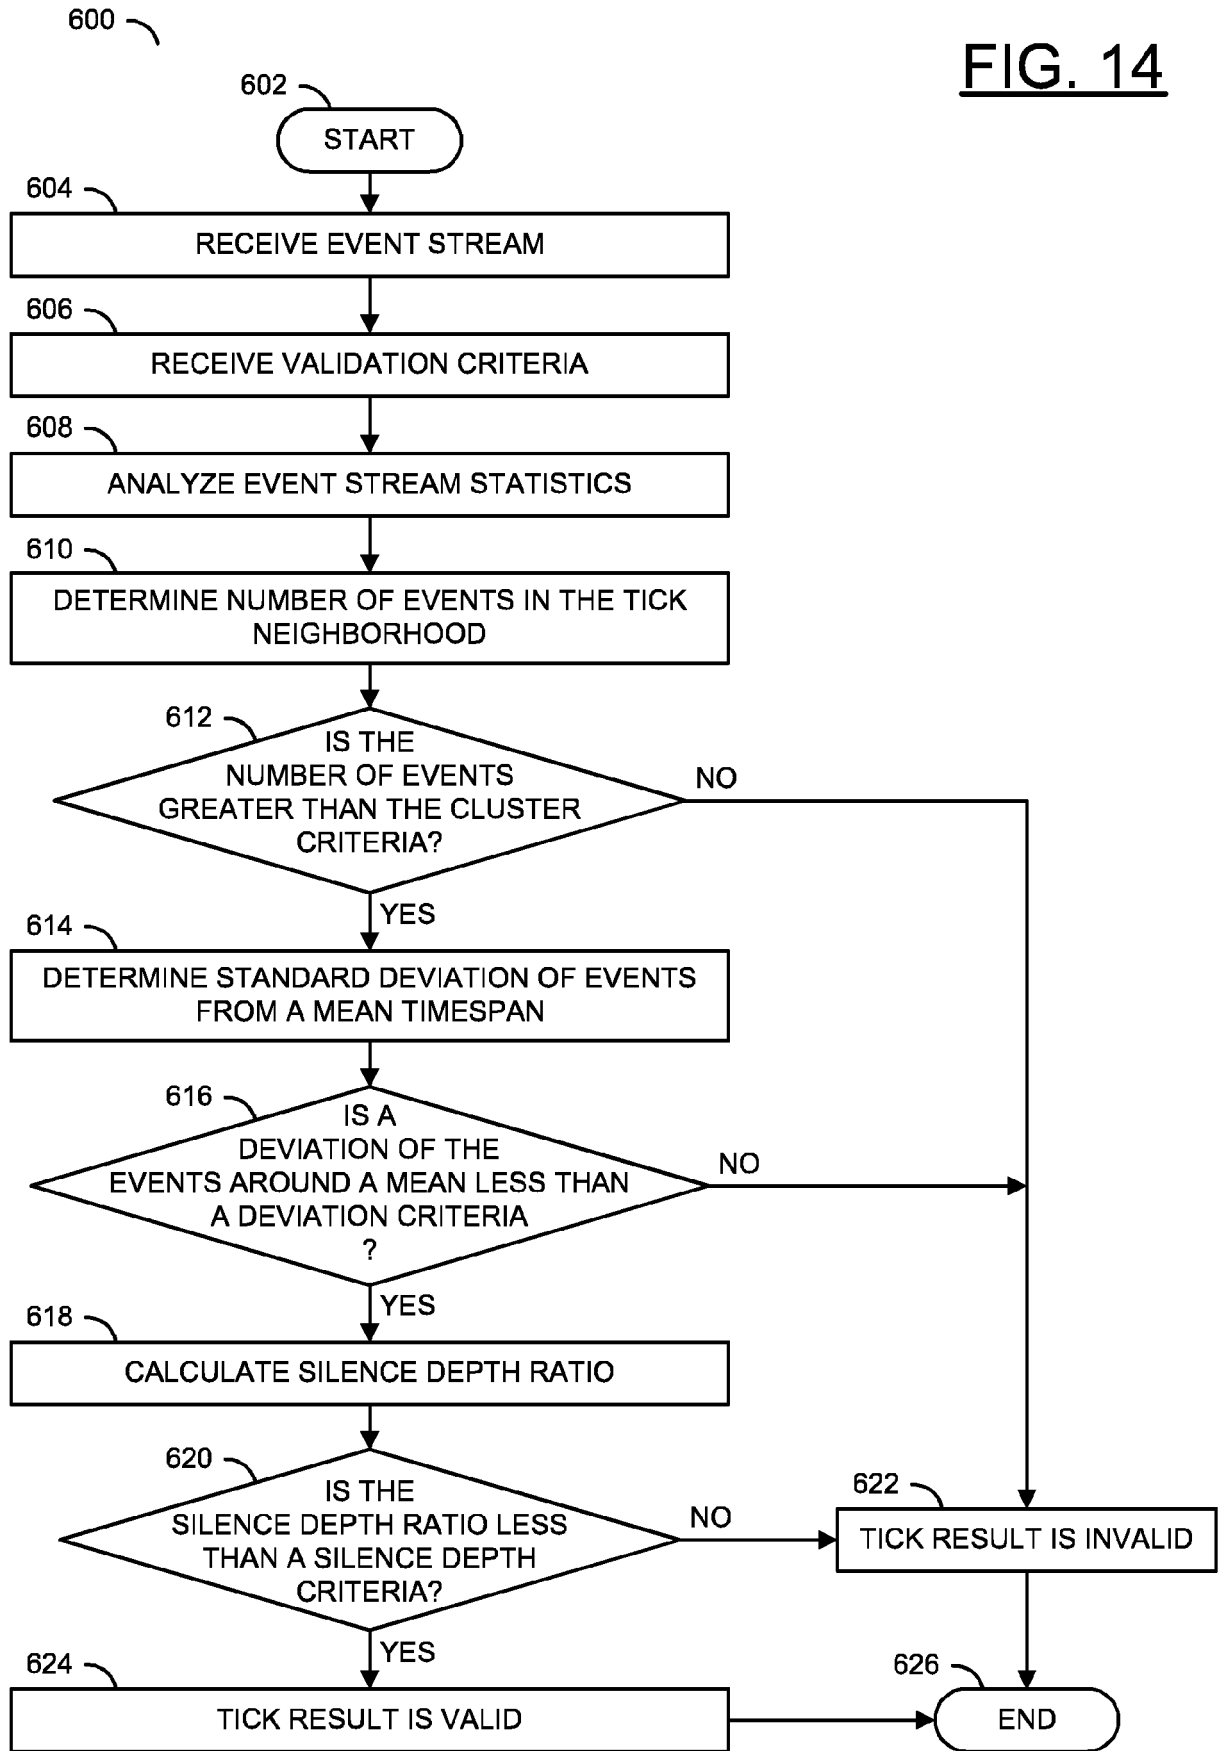 600
FIG. 14
602
START
604
RECEIVE EVENT STREAM
606
RECEIVE VALIDATION CRITERIA
608
ANALYZE EVENT STREAM STATISTICS
610
DETERMINE NUMBER OF EVENTS IN THE TICK
NEIGHBORHOOD
612
IS THE
NUMBER OF EVENTS
GREATER THAN THE CLUSTER
CRITERIA?
NO
YES
614
DETERMINE STANDARD DEVIATION OF EVENTS
FROM A MEAN TIMESPAN
616
IS A
DEVIATION OF THE
EVENTS AROUND A MEAN LESS THAN
A DEVIATION CRITERIA
?
NO
YES
618
CALCULATE SILENCE DEPTH RATIO
620
IS THE
SILENCE DEPTH RATIO LESS
THAN A SILENCE DEPTH
CRITERIA?
NO
622
TICK RESULT IS INVALID
YES
624
TICK RESULT IS VALID
626
END